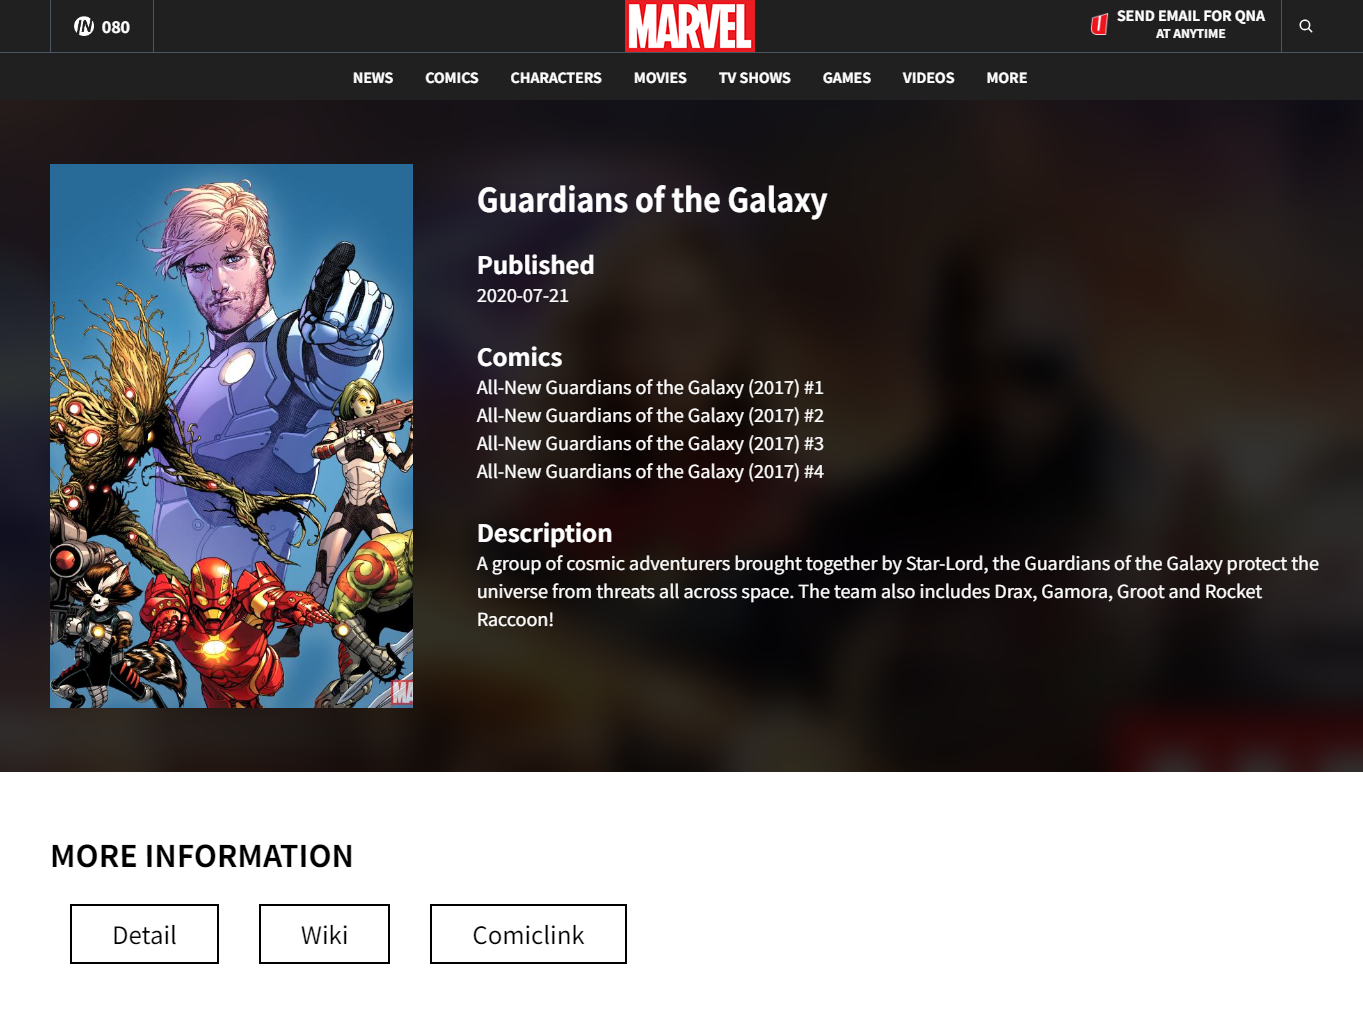 IN 080
MARVEL
SEND EMAIL FOR QNA
AT ANYTIME
NEWS COMICS CHARACTERS MOVIES TV SHOWS GAMES VIDEOS MORE
Guardians of the Galaxy
Published
2020-07-21
Comics
All-New Guardians of the Galaxy (2017) #1
All-New Guardians of the Galaxy (2017) #2
All-New Guardians of the Galaxy (2017) #3
All-New Guardians of the Galaxy (2017) #4
Description
A group of cosmic adventurers brought together by Star-Lord, the Guardians of the Galaxy protect the
universe from threats all across space. The team also includes Drax, Gamora, Groot and Rocket
Raccoon!
MA
MORE INFORMATION
Detail Wiki Comiclink